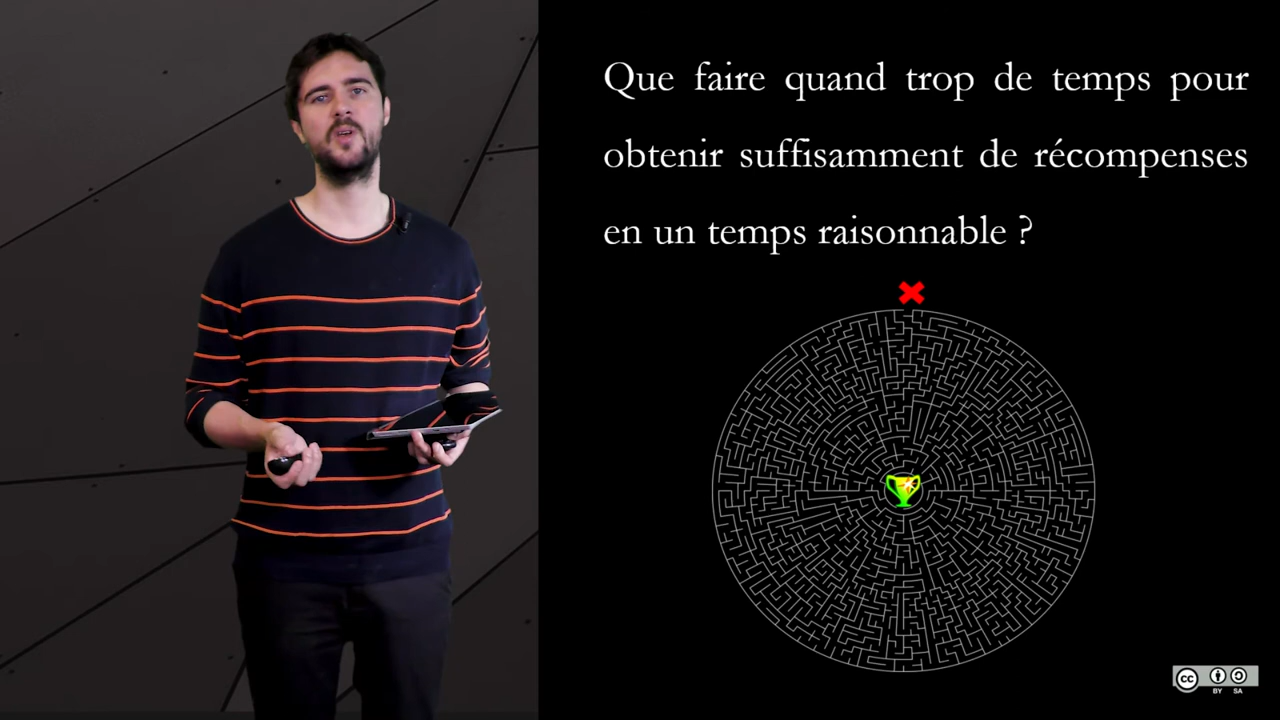 Que faire quand trop de temps pour
obtenir suffisamment de récompenses
en un temps raisonnable ?
cc
BY SA